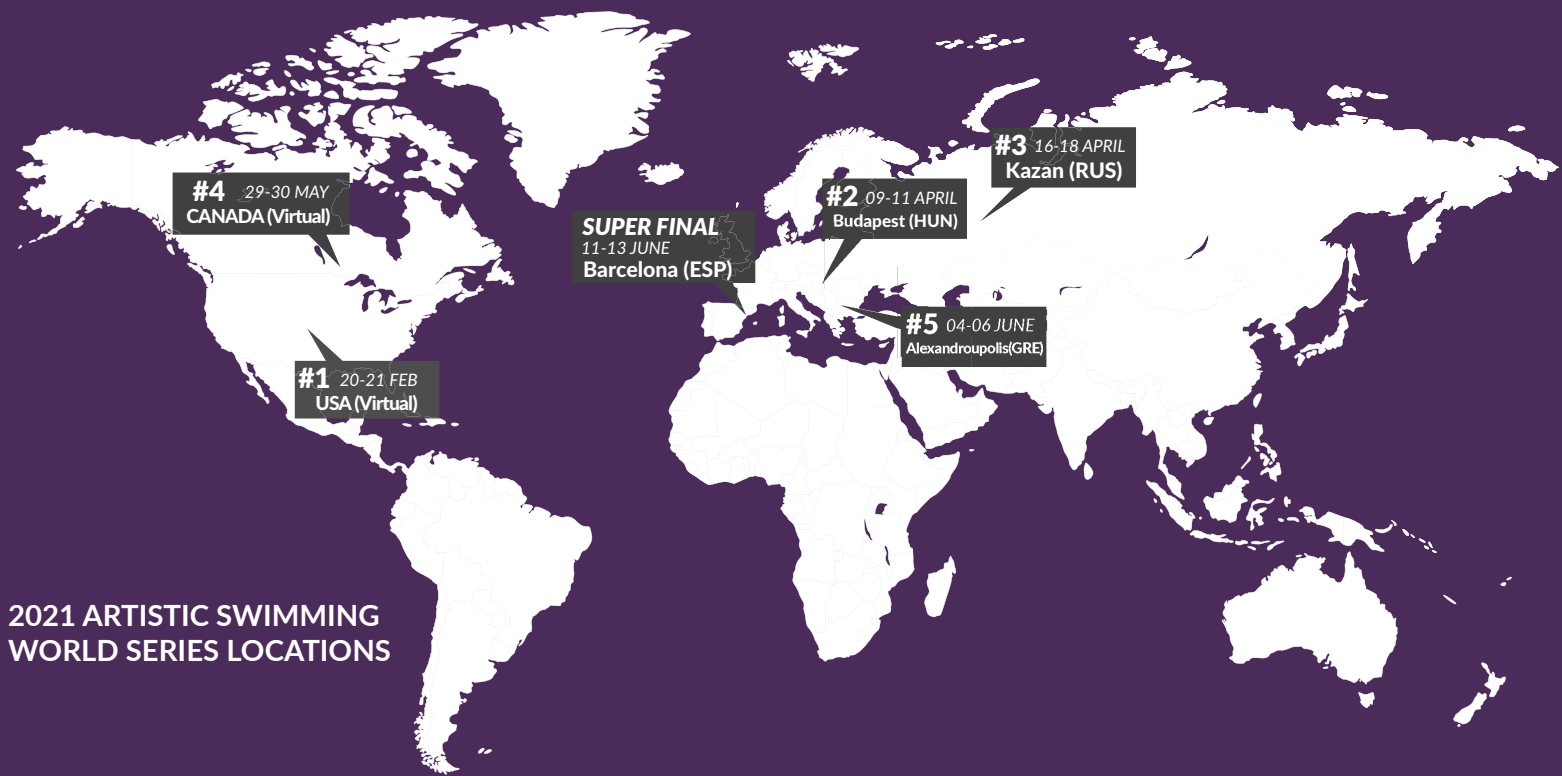 #3 16-18 APRIL
Kazan (RUS)
#4 29-30 MAY
CANADA (Virtual)
#2 09-11 APRIL
Budapest (HUN)
SUPER FINAL
11-13 JUNE
Barcelona (ESP)
#5 04-06 JUNE
Alexandroupolis(GRE)
#1 20-21 FEB
USA (Virtual)
2021 ARTISTIC SWIMMING
WORLD SERIES LOCATIONS